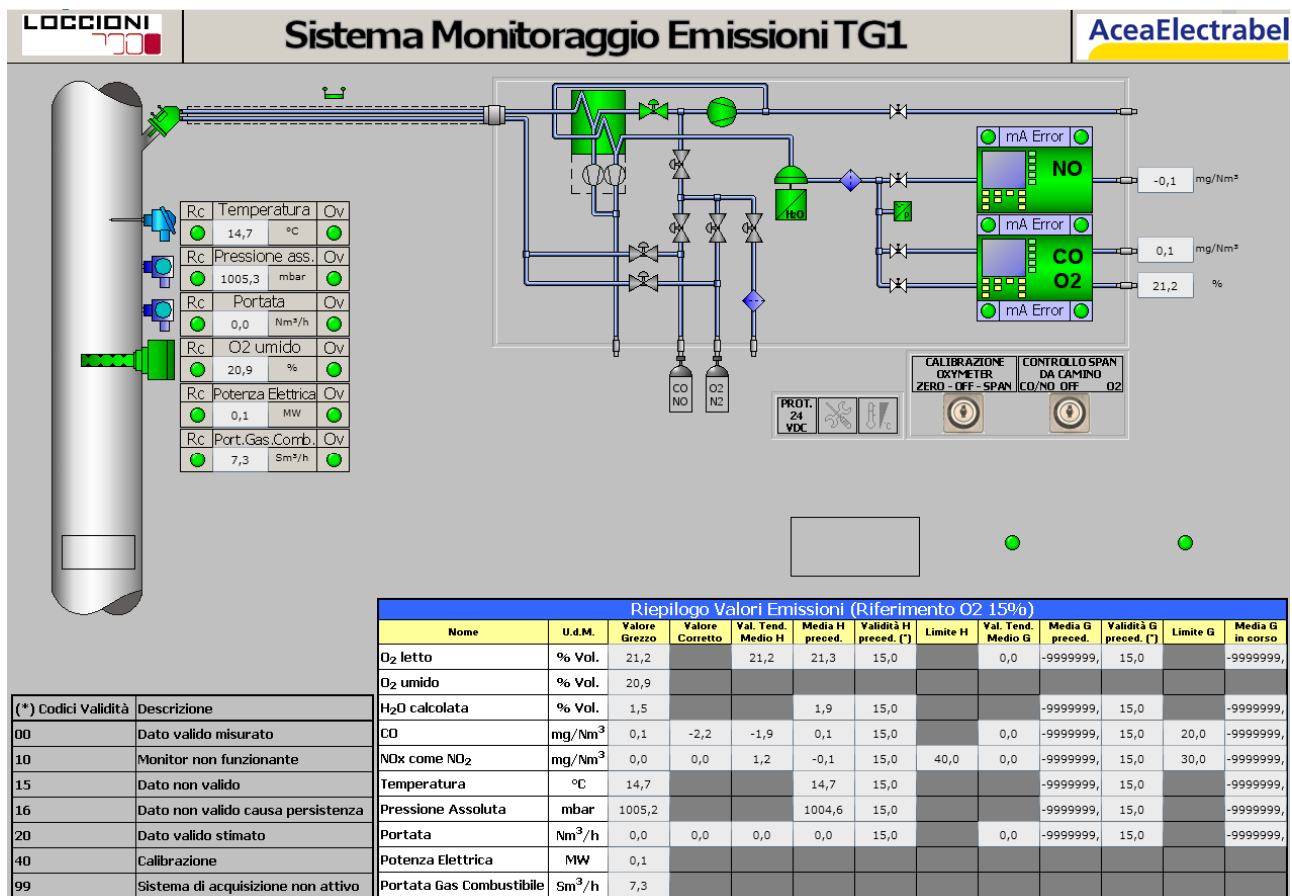 LOCCIONI
Sistema Monitoraggio Emissioni TG1
AceaElectrabel
mA Error
NO
-0,1 mg/Nm³
mA Error
CO
0,1 mg/Nm³
O2
21,2 %
mA Error
H₂O
P
Rc Temperatura Ov
14,7 °C
Rc Pressione ass. Ov
1005,3 mbar
Rc Portata Ov
0,0 Nm³/h
Rc O2 umido Ov
20,9 %
Rc Potenza Elettrica Ov
0,1 MW
Rc Port.Gas.Comb. Ov
7,3 Sm³/h
CO
NO
O2
N2
PROT.
24
VDC
°C
CALIBRAZIONE
OXYMETER
ZERO - OFF - SPAN
CONTROLLO SPAN
DA CAMINO
CO/NO OFF O2
Riepilogo Valori Emissioni (Riferimento O2 15%)
Nome U.d.M. Valore Grezzo Valore Corretto Val. Tend. Medio H Media H preced. Validità H preced. (*) Limite H Val. Tend. Medio G Media G preced. Validità G preced. (*) Limite G Media G in corso
O₂ letto % Vol. 21,2 21,2 21,3 15,0 0,0 -9999999, 15,0 -9999999,
O₂ umido % Vol. 20,9
H₂O calcolata % Vol. 1,5 1,9 15,0 -9999999, 15,0 -9999999,
CO mg/Nm³ 0,1 -2,2 -1,9 0,1 15,0 0,0 -9999999, 15,0 20,0 -9999999,
NOx come NO₂ mg/Nm³ 0,0 0,0 1,2 -0,1 15,0 40,0 0,0 -9999999, 15,0 30,0 -9999999,
Temperatura °C 14,7 14,7 15,0 -9999999, 15,0 -9999999,
Pressione Assoluta mbar 1005,2 1004,6 15,0 -9999999, 15,0 -9999999,
Portata Nm³/h 0,0 0,0 0,0 0,0 15,0 0,0 -9999999, 15,0 -9999999,
Potenza Elettrica MW 0,1
Portata Gas Combustibile Sm³/h 7,3
(*) Codici Validità Descrizione
00 Dato valido misurato
10 Monitor non funzionante
15 Dato non valido
16 Dato non valido causa persistenza
20 Dato valido stimato
40 Calibrazione
99 Sistema di acquisizione non attivo